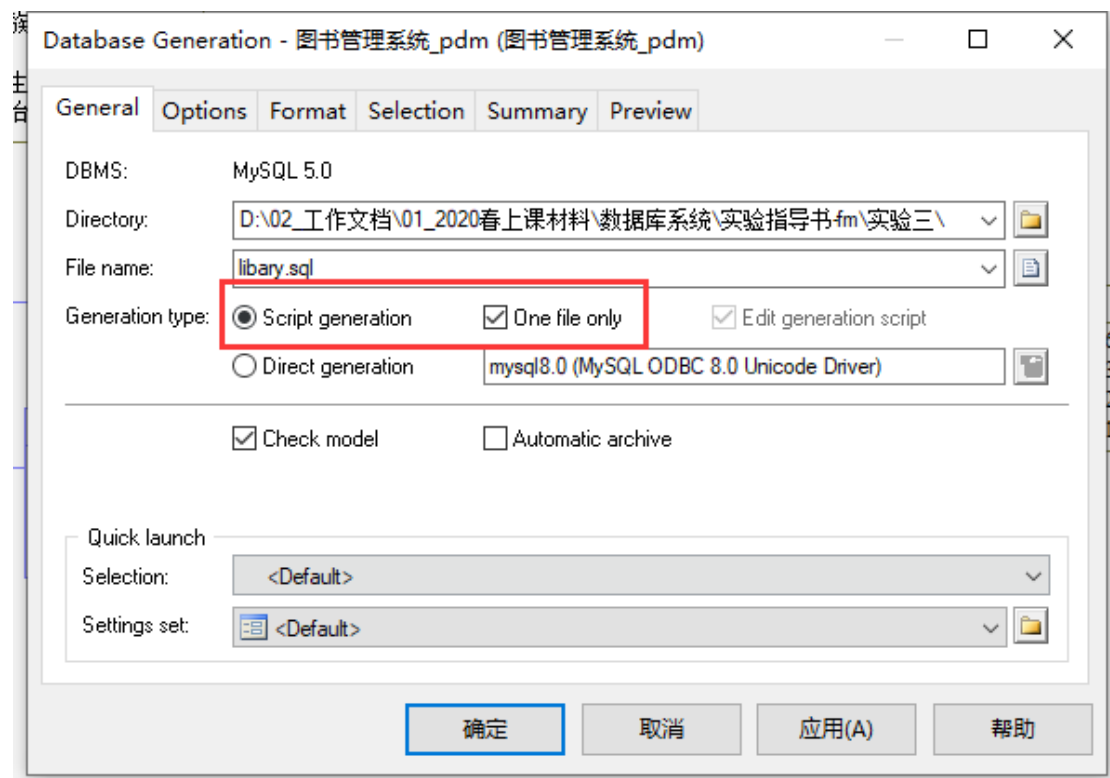 Database Generation - 图书管理系统_pdm (图书管理系统_pdm)
General Options Format Selection Summary Preview
DBMS: MySQL 5.0
Directory: D:\02_工作文档\01_2020春上课材料\数据库系统\实验指导书-fm\实验三\
File name: libary.sql
Generation type: Script generation One file only Edit generation script
Direct generation mysql8.0 (MySQL ODBC 8.0 Unicode Driver)
Check model Automatic archive
Quick launch
Selection: <Default>
Settings set: <Default>
确定 取消 应用(A) 帮助